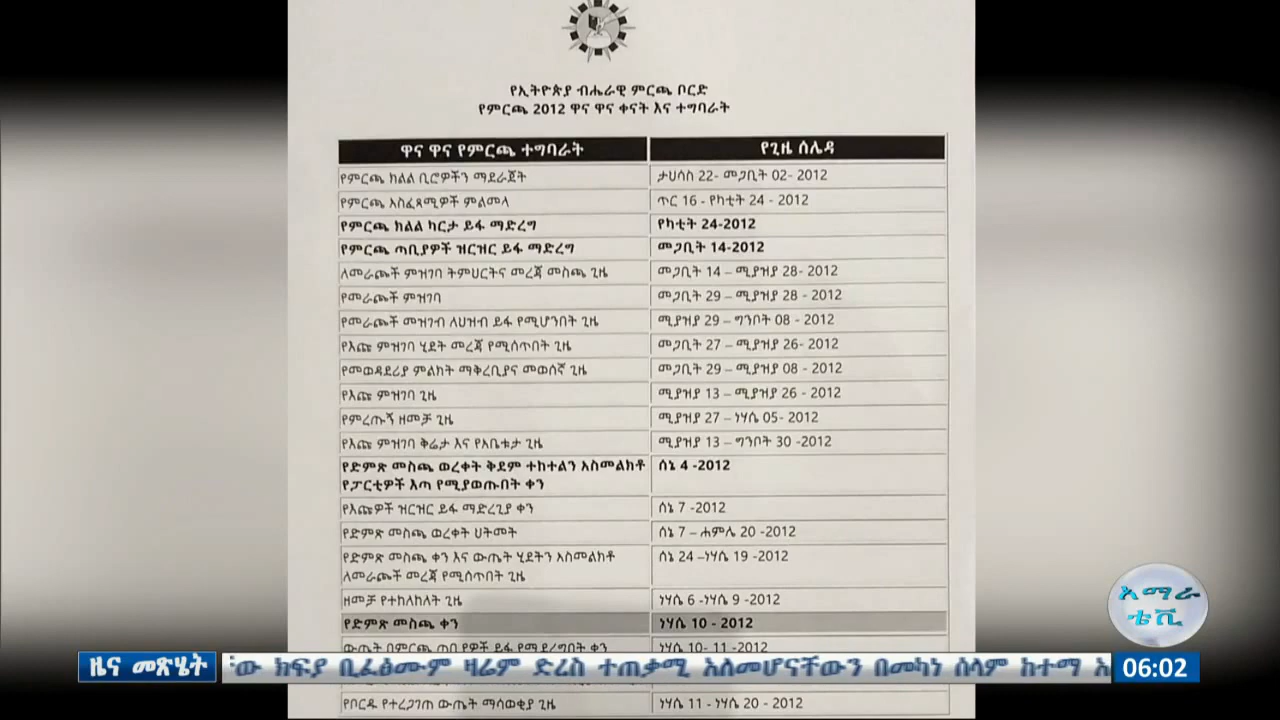 የኢትዮጵያ ብሔራዊ ምርጫ ቦርድ
የምርጫ 2012 ዋና ዋና ቀናት እና ተግባራት
ዋና ዋና የምርጫ ተግባራት የጊዜ ሰሌዳ
የምርጫ ክልል ቢሮዎችን ማደራጀት ታህሳስ 22- መጋቢት 02- 2012
የምርጫ አስፈጻሚዎች ምልመላ ጥር 16 - የካቲት 24 - 2012
የምርጫ ክልል ካርታ ይፋ ማድረግ የካቲት 24-2012
የምርጫ ጣቢያዎች ዝርዝር ይፋ ማድረግ መጋቢት 14-2012
ለመራጮች ምዝገባ ትምህርትና መረጃ መስጫ ጊዜ መጋቢት 14 – ሚያዝያ 28- 2012
የመራጮች ምዝገባ መጋቢት 29 – ሚያዝያ 28 - 2012
የመራጮች መዝገብ ለህዝብ ይፋ የሚሆንበት ጊዜ ሚያዝያ 29 – ግንቦት 08 - 2012
የእጩ ምዝገባ ሂደት መረጃ የሚሰጥበት ጊዜ መጋቢት 27 – ሚያዝያ 26- 2012
የመወዳደሪያ ምልክት ማቅረቢያና መወሰኛ ጊዜ መጋቢት 29 – ሚያዝያ 08 - 2012
የእጩ ምዝገባ ጊዜ ሚያዝያ 13 – ሚያዝያ 26 - 2012
የምረጡኝ ዘመቻ ጊዜ ሚያዝያ 27 – ነሃሴ 05- 2012
የእጩ ምዝገባ ቅሬታ እና የአቤቱታ ጊዜ ሚያዝያ 13 – ግንቦት 30 -2012
የድምጽ መስጫ ወረቀት ቅደም ተከተልን አስመልክቶ ሰኔ 4 -2012
የፓርቲዎች እጣ የሚያወጡበት ቀን
የእጩዎች ዝርዝር ይፋ ማድረጊያ ቀን ሰኔ 7 -2012
የድምጽ መስጫ ወረቀት ህትመት ሰኔ 7 – ሐምሌ 20 -2012
የድምጽ መስጫ ቀን እና ውጤት ሂደትን አስመልክቶ ሰኔ 24 –ነሃሴ 19 -2012
ለመራጮች መረጃ የሚሰጥበት ጊዜ
ዘመቻ የተከለከለት ጊዜ ነሃሴ 6 -ነሃሴ 9 -2012
የድምጽ መስጫ ቀን ነሃሴ 10 - 2012
ውጤት በምርጫ ጣቢያዎች ይፋ የማደረግበት ቀን ነሃሴ 10- 11 -2012
አማራ
ቴቪ
ዜና መጽሄት ክፍያ ቢፈፅሙም ዛሬም ድረስ ተጠቃሚ አለመሆናቸውን በመካነ ሰላም ከተማ 06:02
የቦርዱ የተረጋገጠ ውጤት ማሳወቂያ ጊዜ ነሃሴ 11 - ነሃሴ 20 - 2012